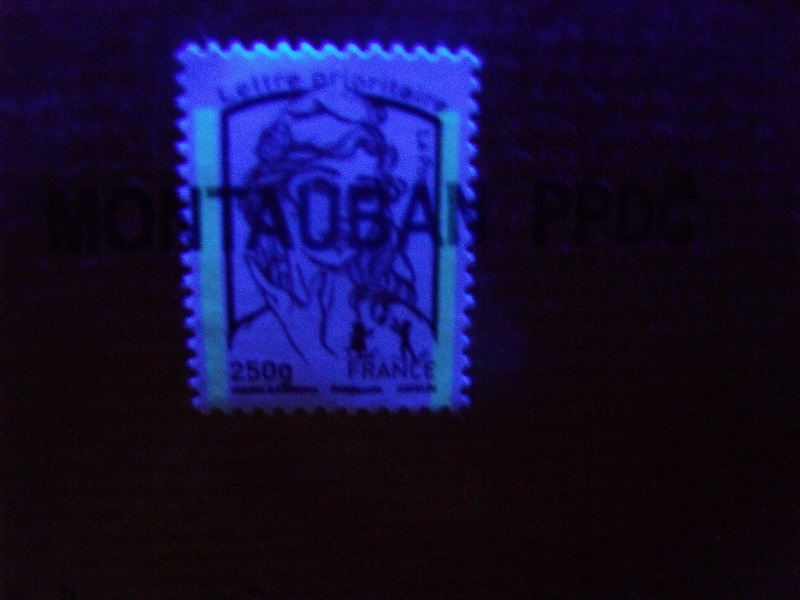 Lettre prioritaire
MONTAUBAN PPDC
250g
FRANCE